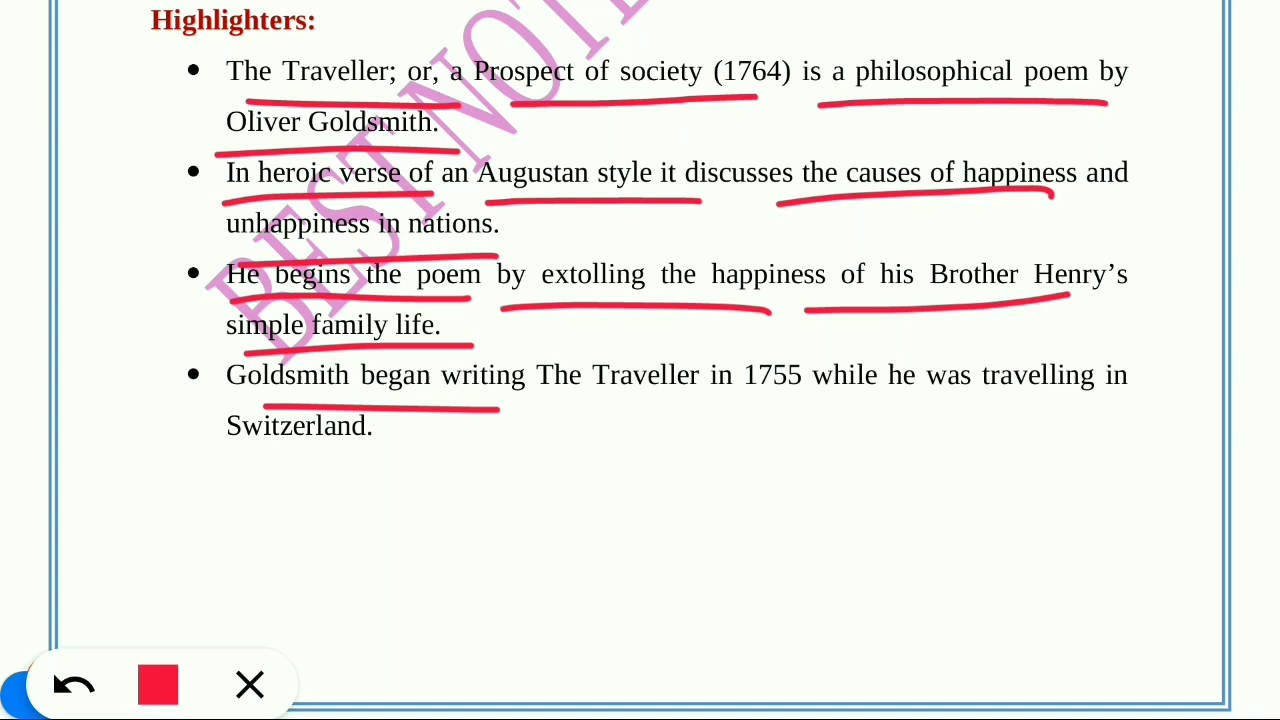 Highlighters:
• The Traveller; or, a Prospect of society (1764) is a philosophical poem by
Oliver Goldsmith.
• In heroic verse of an Augustan style it discusses the causes of happiness and
unhappiness in nations.
• He begins the poem by extolling the happiness of his Brother Henry’s
simple family life.
• Goldsmith began writing The Traveller in 1755 while he was travelling in
Switzerland.
BEST NOTE